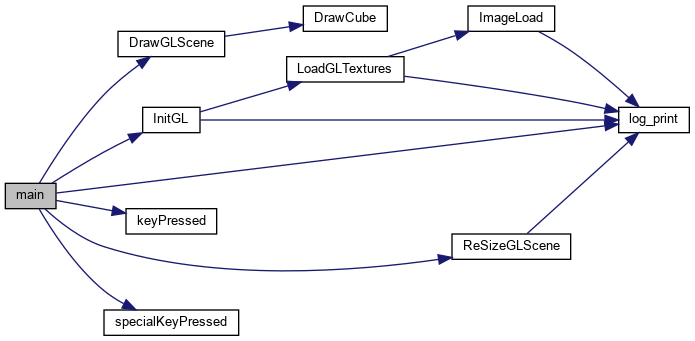 DrawCube
ImageLoad
DrawGLScene
LoadGLTextures
InitGL
log_print
main
keyPressed
ReSizeGLScene
specialKeyPressed